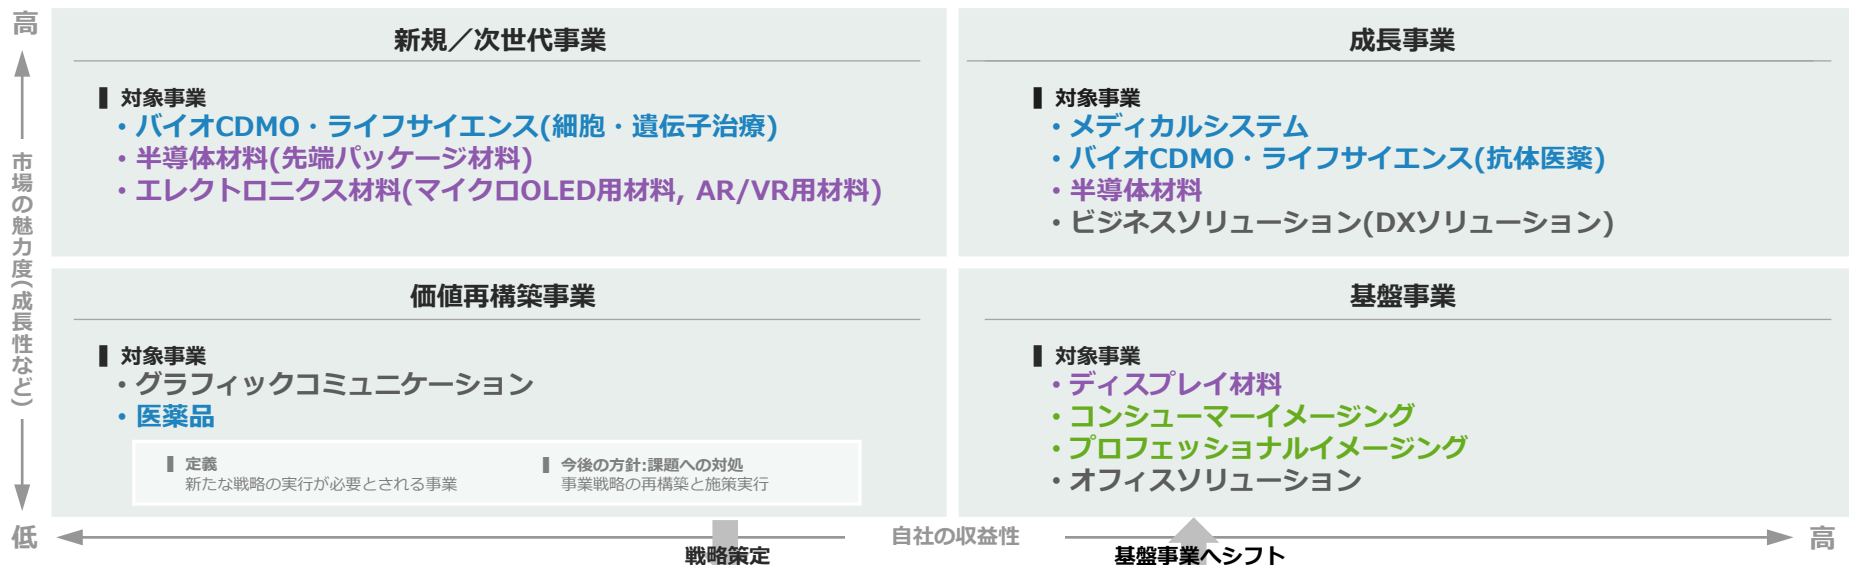 高
市場の魅力度(成長性など)
低
新規／次世代事業
対象事業
・バイオCDMO・ライフサイエンス(細胞・遺伝子治療)
・半導体材料(先端パッケージ材料)
・エレクトロニクス材料(マイクロOLED用材料, AR/VR用材料)
成長事業
対象事業
・メディカルシステム
・バイオCDMO・ライフサイエンス(抗体医薬)
・半導体材料
・ビジネスソリューション(DXソリューション)
価値再構築事業
対象事業
・グラフィックコミュニケーション
・医薬品
定義
新たな戦略の実行が必要とされる事業
今後の方針:課題への対処
事業戦略の再構築と施策実行
基盤事業
対象事業
・ディスプレイ材料
・コンシューマーイメージング
・プロフェッショナルイメージング
・オフィスソリューション
自社の収益性
高
戦略策定
基盤事業へシフト